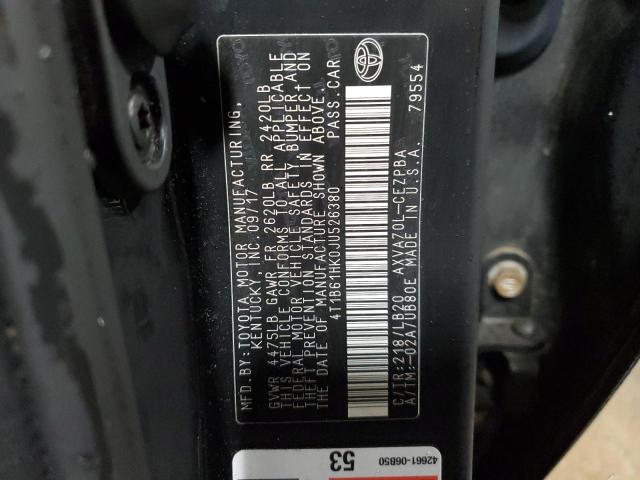 MFD.BY:TOYOTA MOTOR MANUFACTURING,
KENTUCKY, INC. 09/17
GVWR 4475LB GAWR FR 2620LB RR 2420LB
THIS VEHICLE CONFORMS TO ALL APPLICABLE
FEDERAL MOTOR VEHICLE SAFETY BUMPER AND
THEFT PREVENTION STANDARDS IN EFFECT ON
THE DATE OF MANUFACTURE SHOWN ABOVE.
4T1B61HK0JU526380 PASS.CAR
C/TR:218/LB20 AXVA70L-CEZPBA
A/TM:-02A/UB80E MADE IN U.S.A. 79554
53
42661-06B50